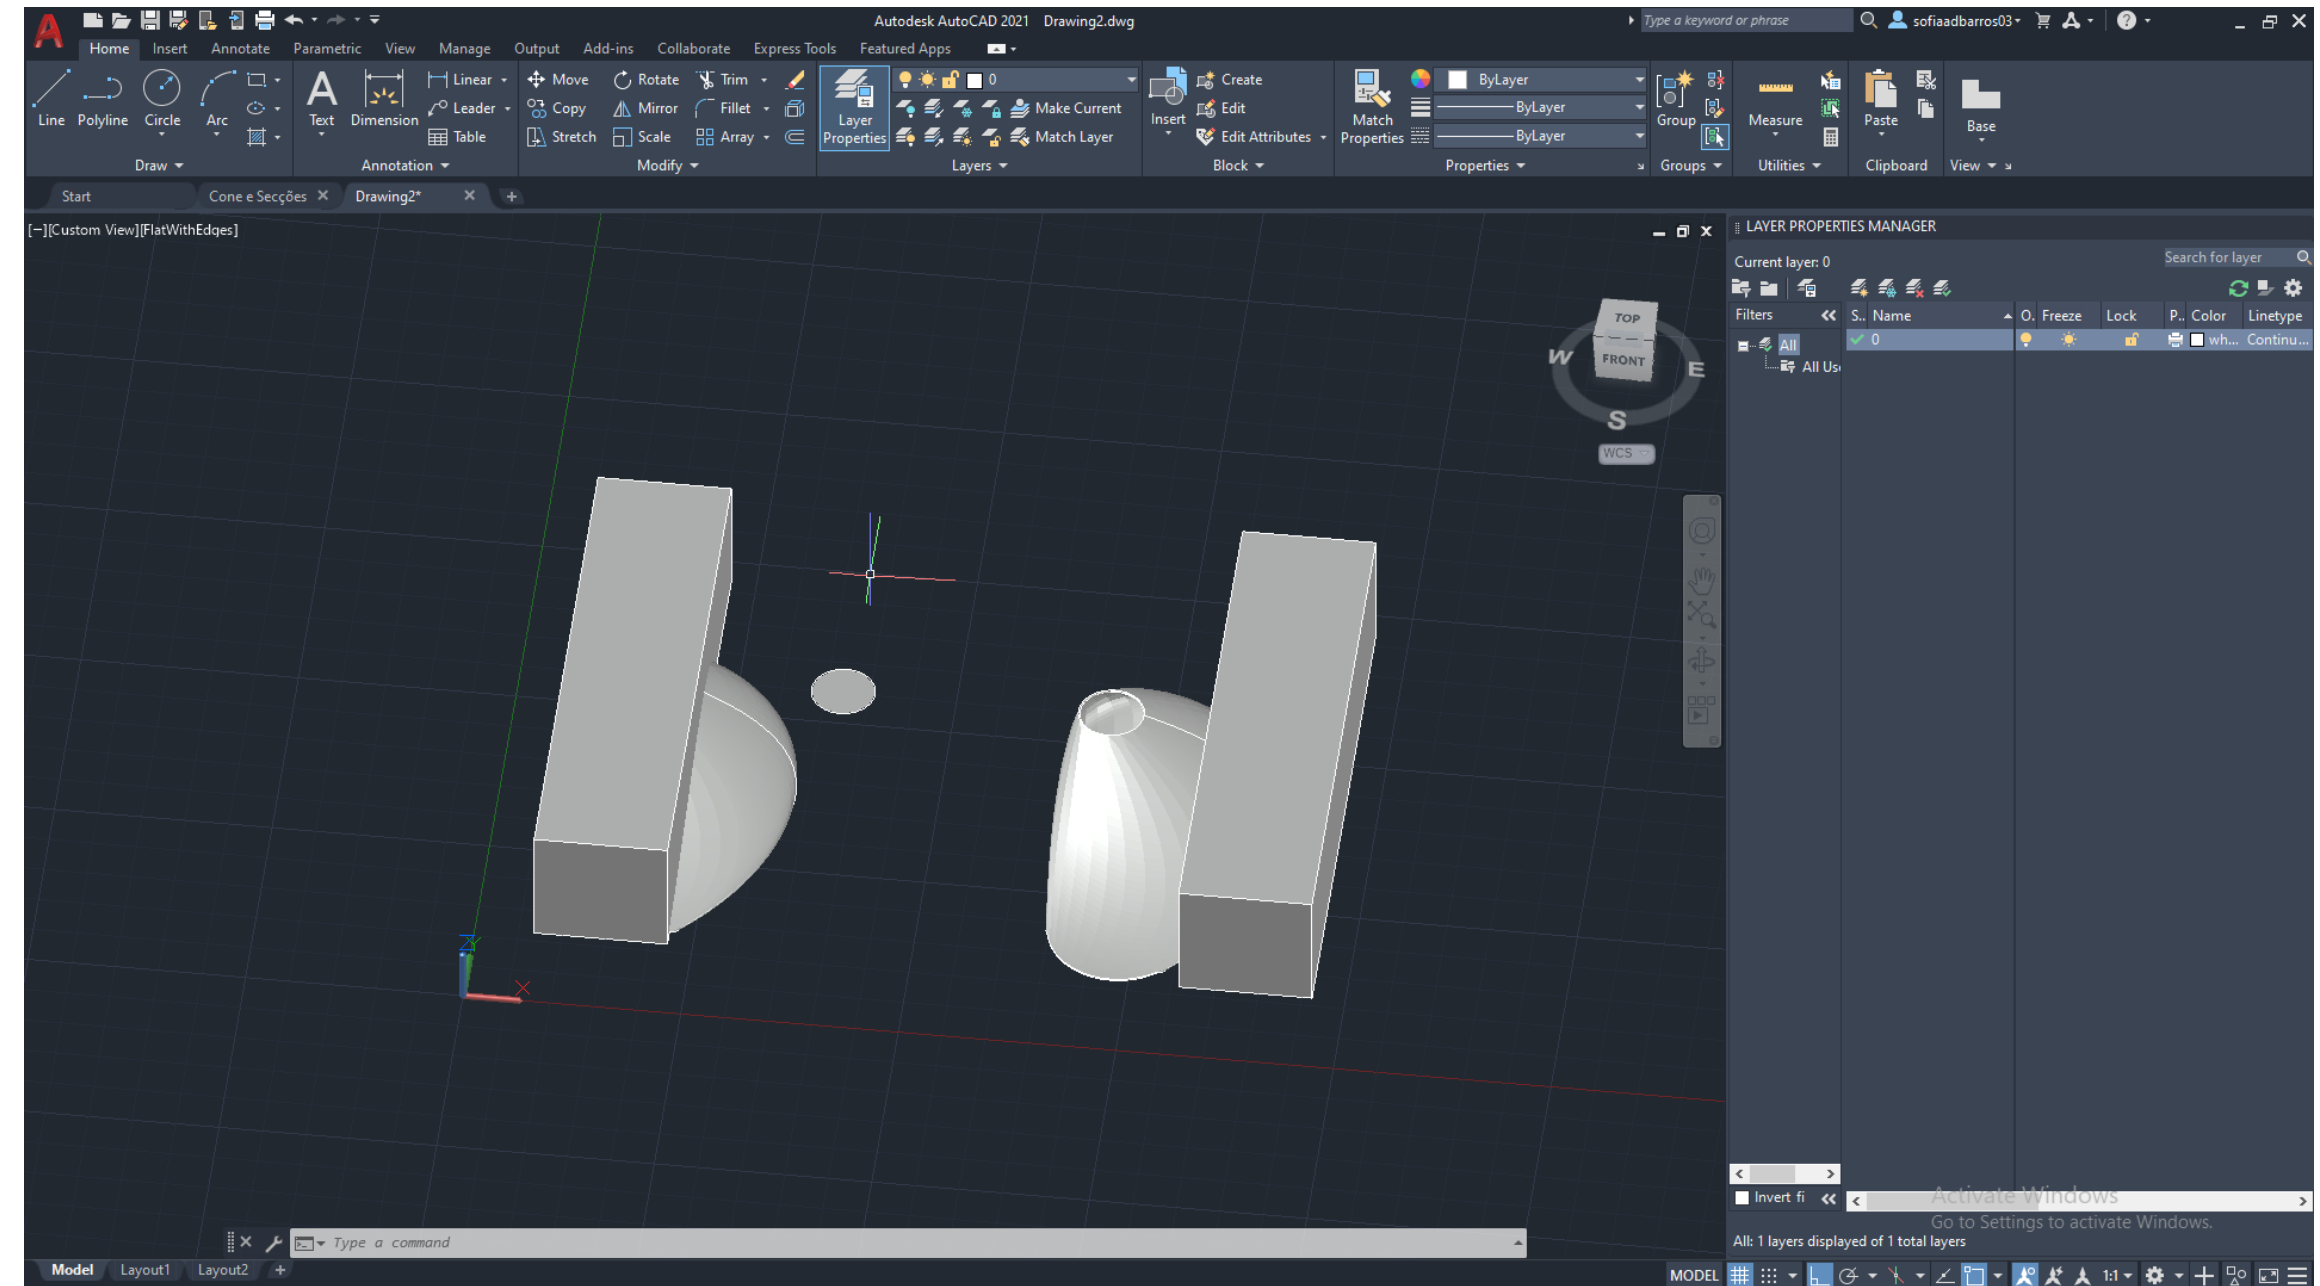 Autodesk AutoCAD 2021 Drawing2.dwg
Type a keyword or phrase
sofiaadbarros03
Home Insert Annotate Parametric View Manage Output Add-ins Collaborate Express Tools Featured Apps
Line Polyline Circle Arc
Draw
Text Dimension
Linear
Leader
Table
Annotation
Move Rotate Trim
Copy Mirror Fillet
Stretch Scale Array
Modify
Layer Properties
0
Make Current
Match Layer
Layers
Insert
Create
Edit
Edit Attributes
Block
Match Properties
ByLayer
ByLayer
ByLayer
Properties
Group
Groups
Measure
Utilities
Paste
Clipboard
Base
View
Start Cone e Secções Drawing2*
[−][Custom View][FlatWithEdges]
TOP
FRONT
W
E
S
WCS
Z
Y
X
LAYER PROPERTIES MANAGER
Current layer: 0
Search for layer
Filters
S.. Name O. Freeze Lock P.. Color Linetype
All
All Us
0 wh... Continu...
Invert fi
Activate Windows
Go to Settings to activate Windows.
All: 1 layers displayed of 1 total layers
Type a command
Model Layout1 Layout2
MODEL
1:1